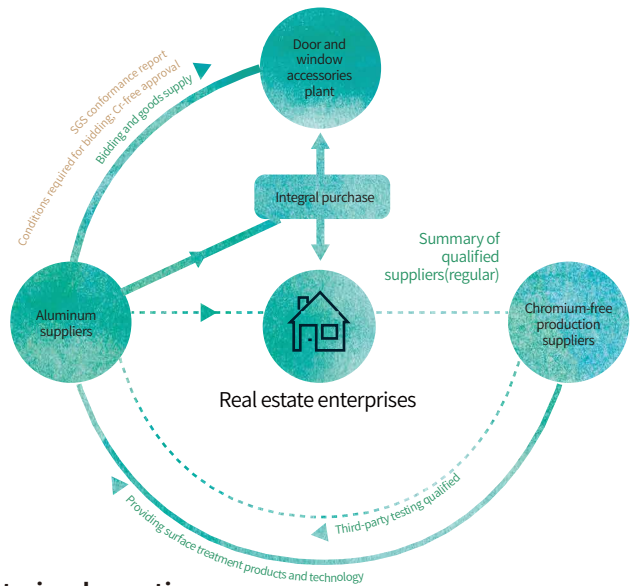 Door and
window
accessories
plant
SGS conformance report
Conditions required for bidding: Cr-free approval
Bidding and goods supply
Integral purchase
Summary of
qualified
suppliers(regular)
Aluminum
suppliers
Chromium-free
production
suppliers
Real estate enterprises
Third-party testing qualified
Providing surface treatment products and technology